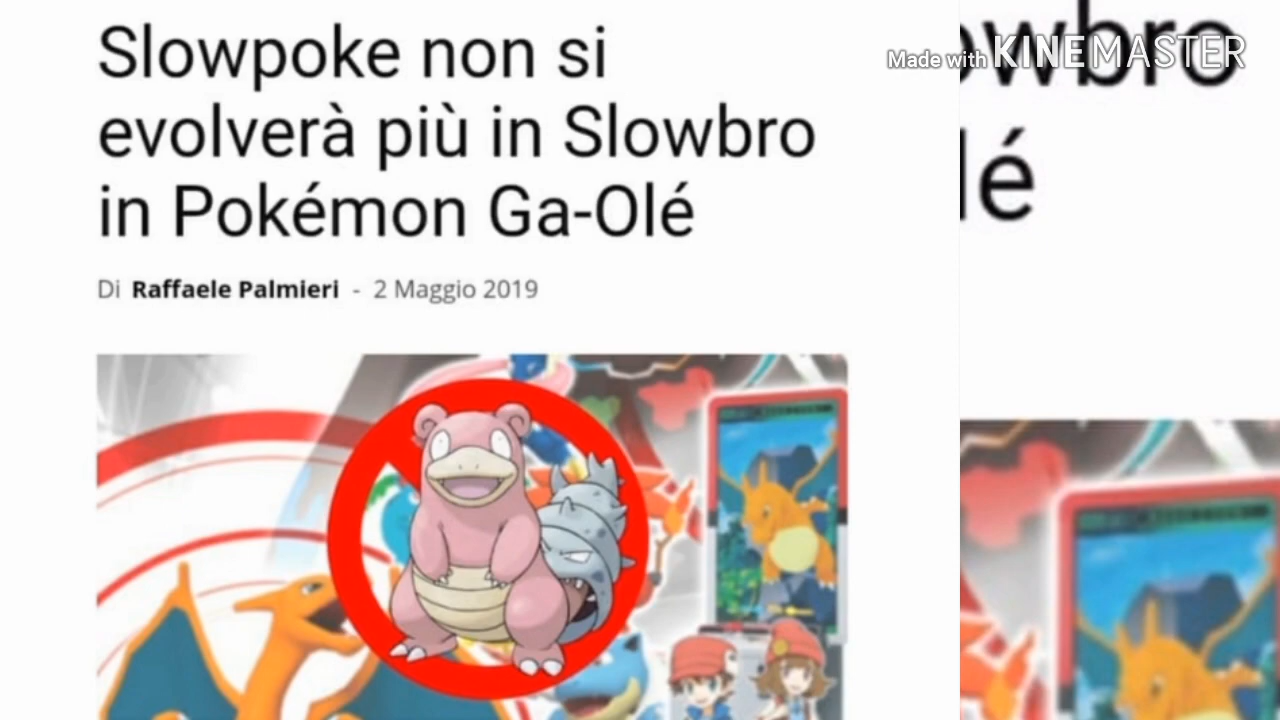 Slowpoke non si
evolverà più in Slowbro
in Pokémon Ga-Olé
Di Raffaele Palmieri - 2 Maggio 2019
Made with KINEMASTER
owbro
lé